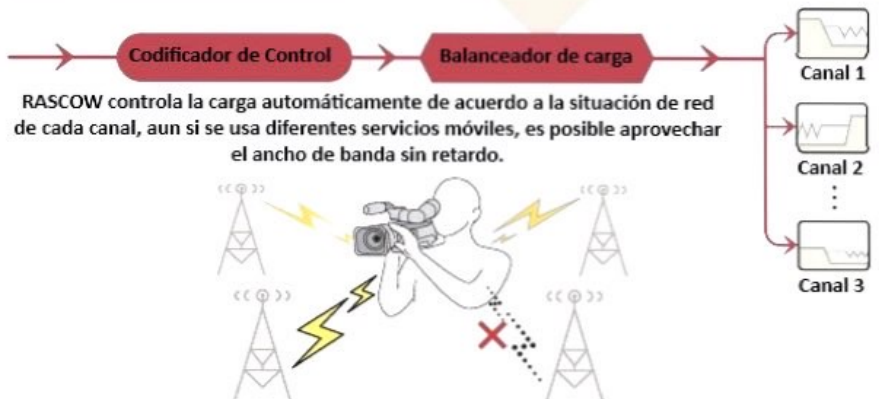 Codificador de Control
Balanceador de carga
Canal 1
RASCOW controla la carga automáticamente de acuerdo a la situación de red
de cada canal, aun si se usa diferentes servicios móviles, es posible aprovechar
el ancho de banda sin retardo.
Canal 2
Canal 3